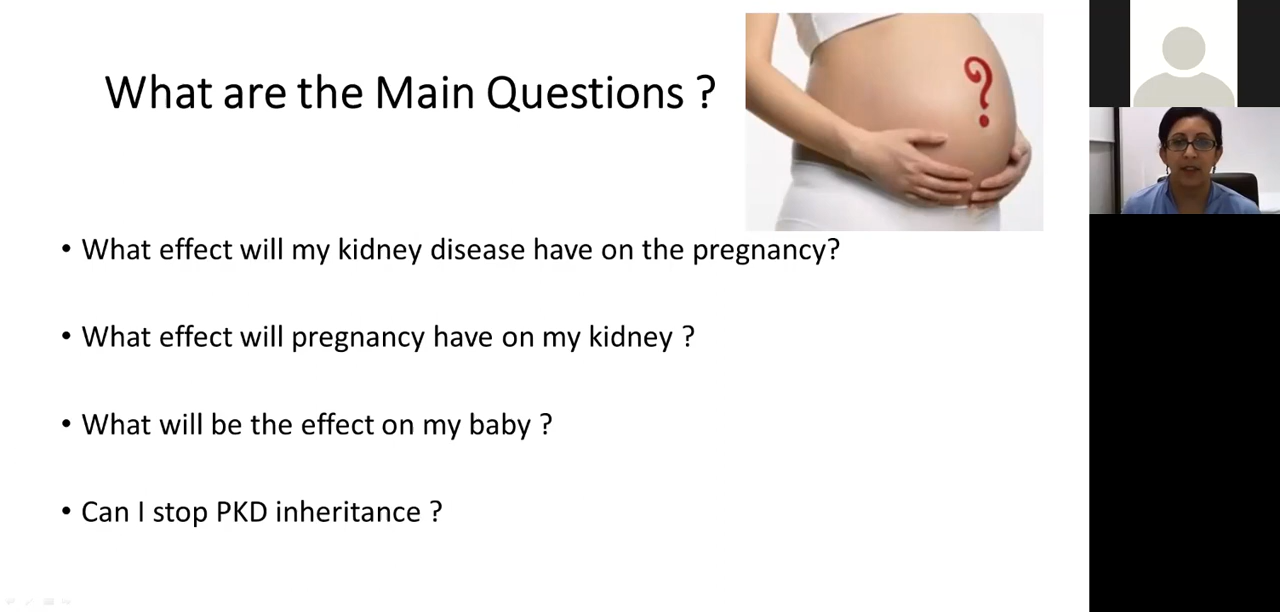 What are the Main Questions ?
?
• What effect will my kidney disease have on the pregnancy?
• What effect will pregnancy have on my kidney ?
• What will be the effect on my baby ?
• Can I stop PKD inheritance ?